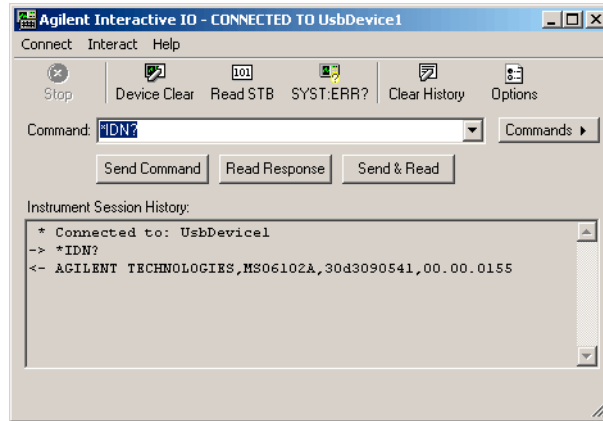 Agilent Interactive IO - CONNECTED TO UsbDevice1
Connect Interact Help
101
Stop Device Clear Read STB SYST:ERR? Clear History Options
Command: *IDN? Commands
Send Command Read Response Send & Read
Instrument Session History:
* Connected to: UsbDevice1
-> *IDN?
<- AGILENT TECHNOLOGIES,MSO6102A,30d3090541,00.00.0155